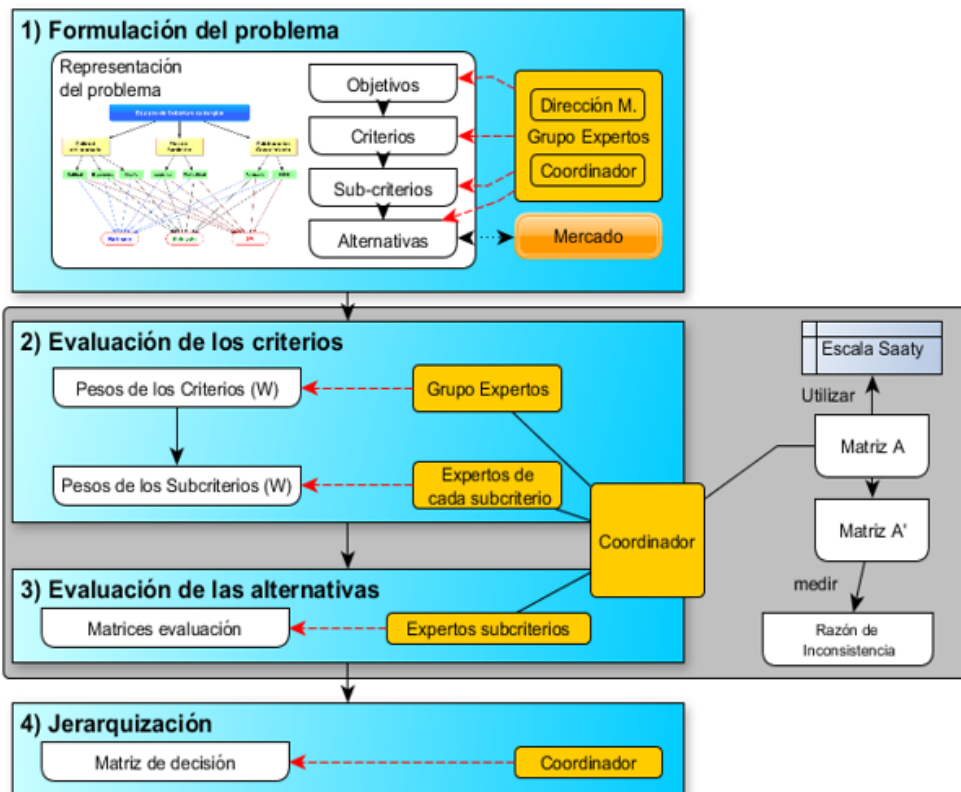 1) Formulación del problema
Representación
del problema
Objetivos
Criterios
Sub-criterios
Alternativas
Dirección M.
Grupo Expertos
Coordinador
Mercado
2) Evaluación de los criterios
Pesos de los Criterios (W)
Grupo Expertos
Pesos de los Subcriterios (W)
Expertos de
cada subcriterio
Coordinador
Escala Saaty
Utilizar
Matriz A
Matriz A'
medir
Razón de
Inconsistencia
3) Evaluación de las alternativas
Matrices evaluación
Expertos subcriterios
4) Jerarquización
Matriz de decisión
Coordinador